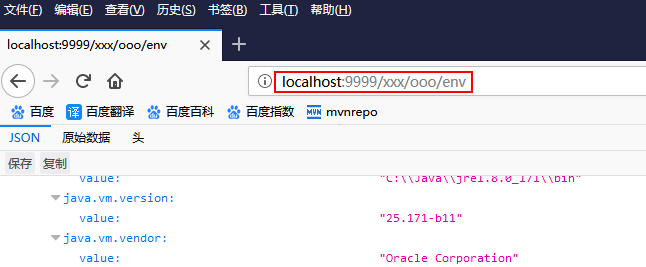 文件(F) 编辑(E) 查看(V) 历史(S) 书签(B) 工具(T) 帮助(H)
localhost:9999/xxx/ooo/env
localhost:9999/xxx/ooo/env
百度 译 百度翻译 百度百科 百度指数 MVN mvnrepo
JSON 原始数据 头
保存 复制
value: "C:\\Java\\jre1.8.0_171\\bin"
java.vm.version:
value: "25.171-b11"
java.vm.vendor:
value: "Oracle Corporation"